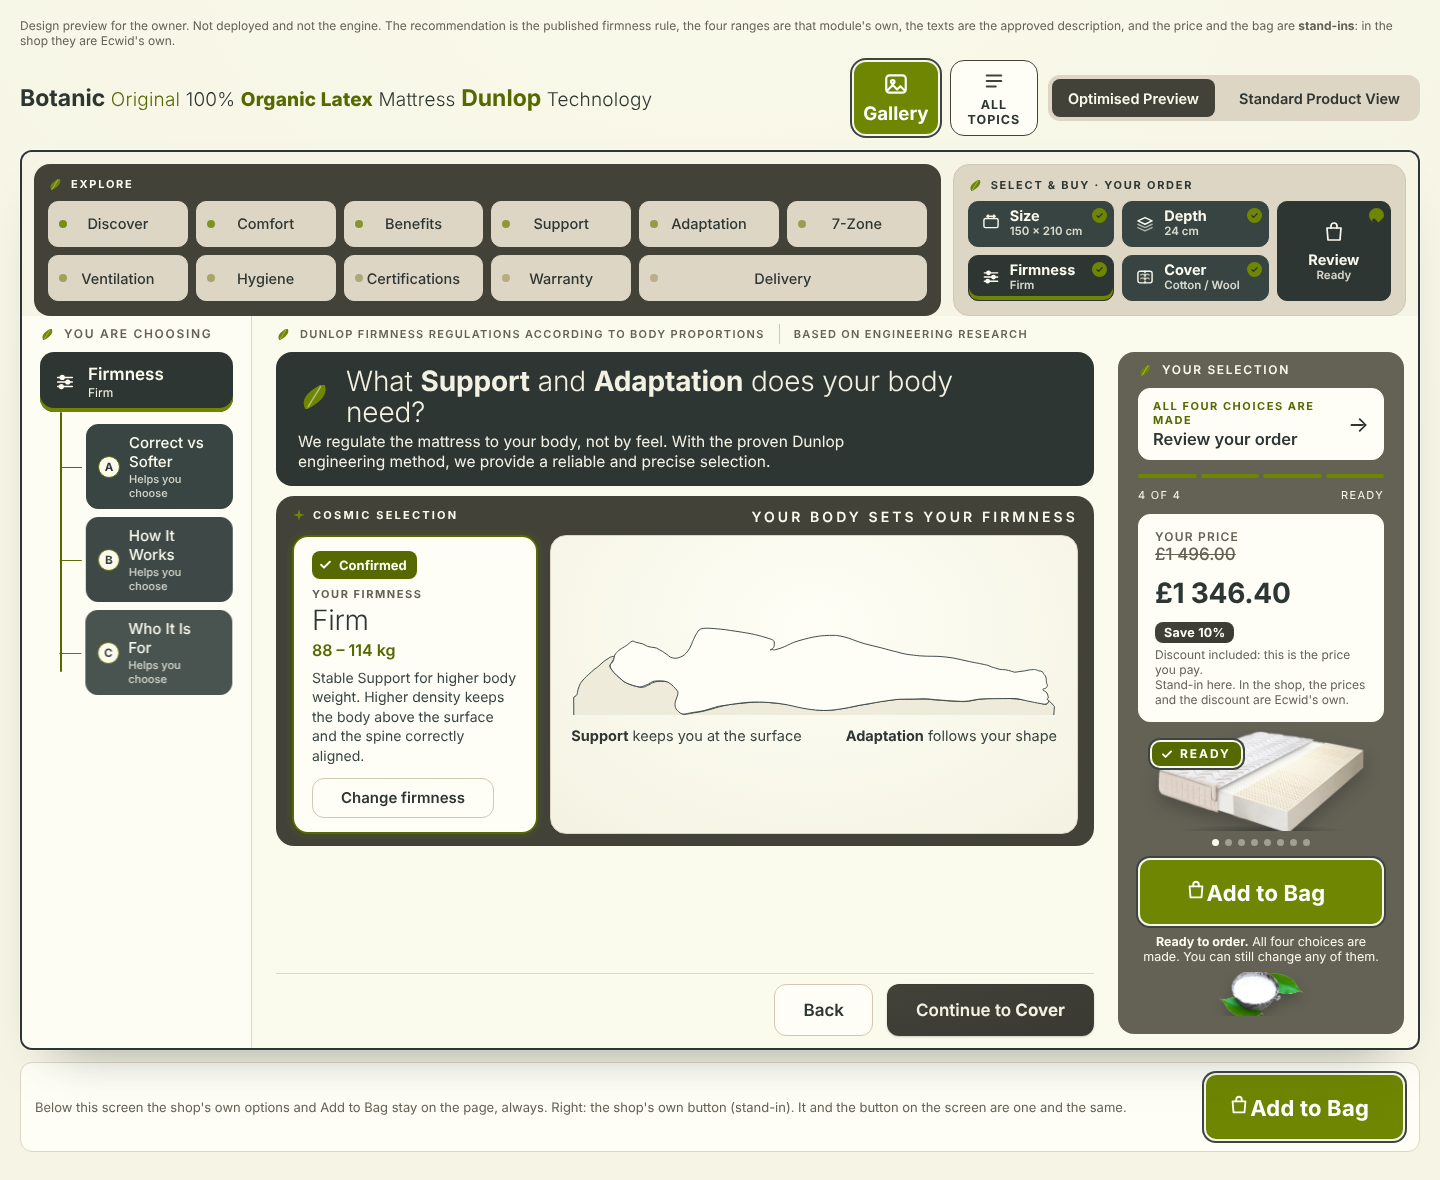 Design preview for the owner. Not deployed and not the engine. The recommendation is the published firmness rule, the four ranges are that module's own, the texts are the approved description, and the price and the bag are stand-ins: in the
shop they are Ecwid's own.
Botanic Original 100% Organic Latex Mattress Dunlop Technology
Gallery
ALL
TOPICS
Optimised Preview
Standard Product View
EXPLORE
Discover
Comfort
Benefits
Support
Adaptation
7-Zone
Ventilation
Hygiene
Certifications
Warranty
Delivery
SELECT & BUY · YOUR ORDER
Size
150 × 210 cm
Depth
24 cm
Firmness
Firm
Cover
Cotton / Wool
Review
Ready
YOU ARE CHOOSING
Firmness
Firm
A
Correct vs
Softer
Helps you
choose
B
How It
Works
Helps you
choose
C
Who It Is
For
Helps you
choose
DUNLOP FIRMNESS REGULATIONS ACCORDING TO BODY PROPORTIONS
BASED ON ENGINEERING RESEARCH
What Support and Adaptation does your body
need?
We regulate the mattress to your body, not by feel. With the proven Dunlop
engineering method, we provide a reliable and precise selection.
COSMIC SELECTION
YOUR BODY SETS YOUR FIRMNESS
Confirmed
YOUR FIRMNESS
Firm
88 – 114 kg
Stable Support for higher body
weight. Higher density keeps
the body above the surface
and the spine correctly
aligned.
Change firmness
Support keeps you at the surface
Adaptation follows your shape
Back
Continue to Cover
YOUR SELECTION
ALL FOUR CHOICES ARE
MADE
Review your order
4 OF 4
READY
YOUR PRICE
£1 496.00
£1 346.40
Save 10%
Discount included: this is the price
you pay.
Stand-in here. In the shop, the prices
and the discount are Ecwid's own.
READY
Add to Bag
Ready to order. All four choices are
made. You can still change any of them.
Below this screen the shop's own options and Add to Bag stay on the page, always. Right: the shop's own button (stand-in). It and the button on the screen are one and the same.
Add to Bag